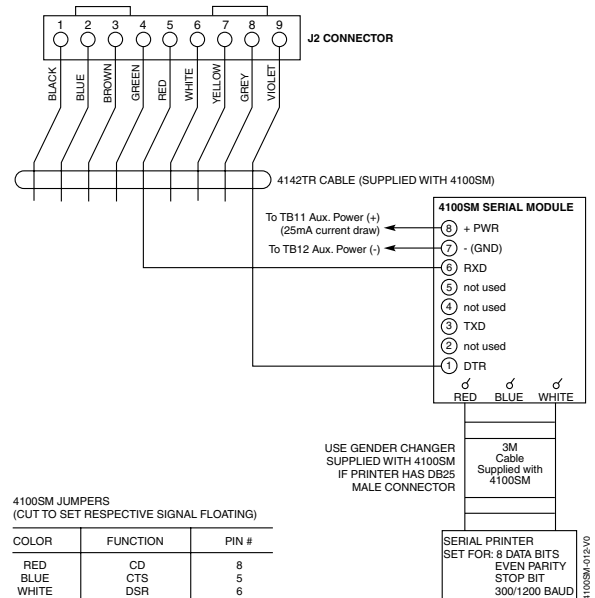 1 2 3 4 5 6 7 8 9
J2 CONNECTOR
BLACK
BLUE
BROWN
GREEN
RED
WHITE
YELLOW
GREY
VIOLET
4142TR CABLE (SUPPLIED WITH 4100SM)
4100SM SERIAL MODULE
To TB11 Aux. Power (+)
(25mA current draw)
To TB12 Aux. Power (-)
8 + PWR
7 - (GND)
6 RXD
5 not used
4 not used
3 TXD
2 not used
1 DTR
RED BLUE WHITE
USE GENDER CHANGER
SUPPLIED WITH 4100SM
IF PRINTER HAS DB25
MALE CONNECTOR
3M
Cable
Supplied with
4100SM
4100SM JUMPERS
(CUT TO SET RESPECTIVE SIGNAL FLOATING)
COLOR FUNCTION PIN #
RED CD 8
BLUE CTS 5
WHITE DSR 6
SERIAL PRINTER
SET FOR: 8 DATA BITS
EVEN PARITY
STOP BIT
300/1200 BAUD
4100SM-012-V0